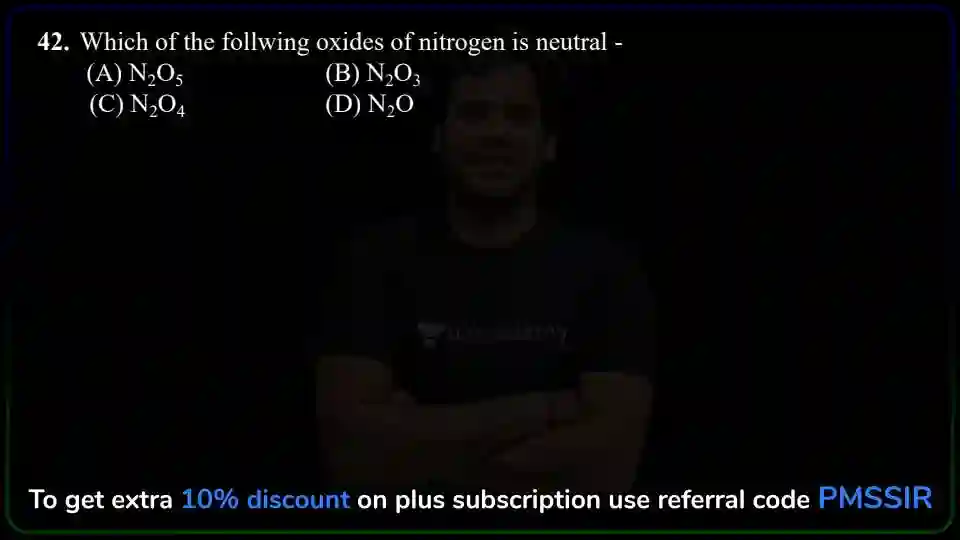 42. Which of the follwing oxides of nitrogen is neutral -
(A) N₂O₅ (B) N₂O₃
(C) N₂O₄ (D) N₂O
To get extra 10% discount on plus subscription use referral code PMSSIR